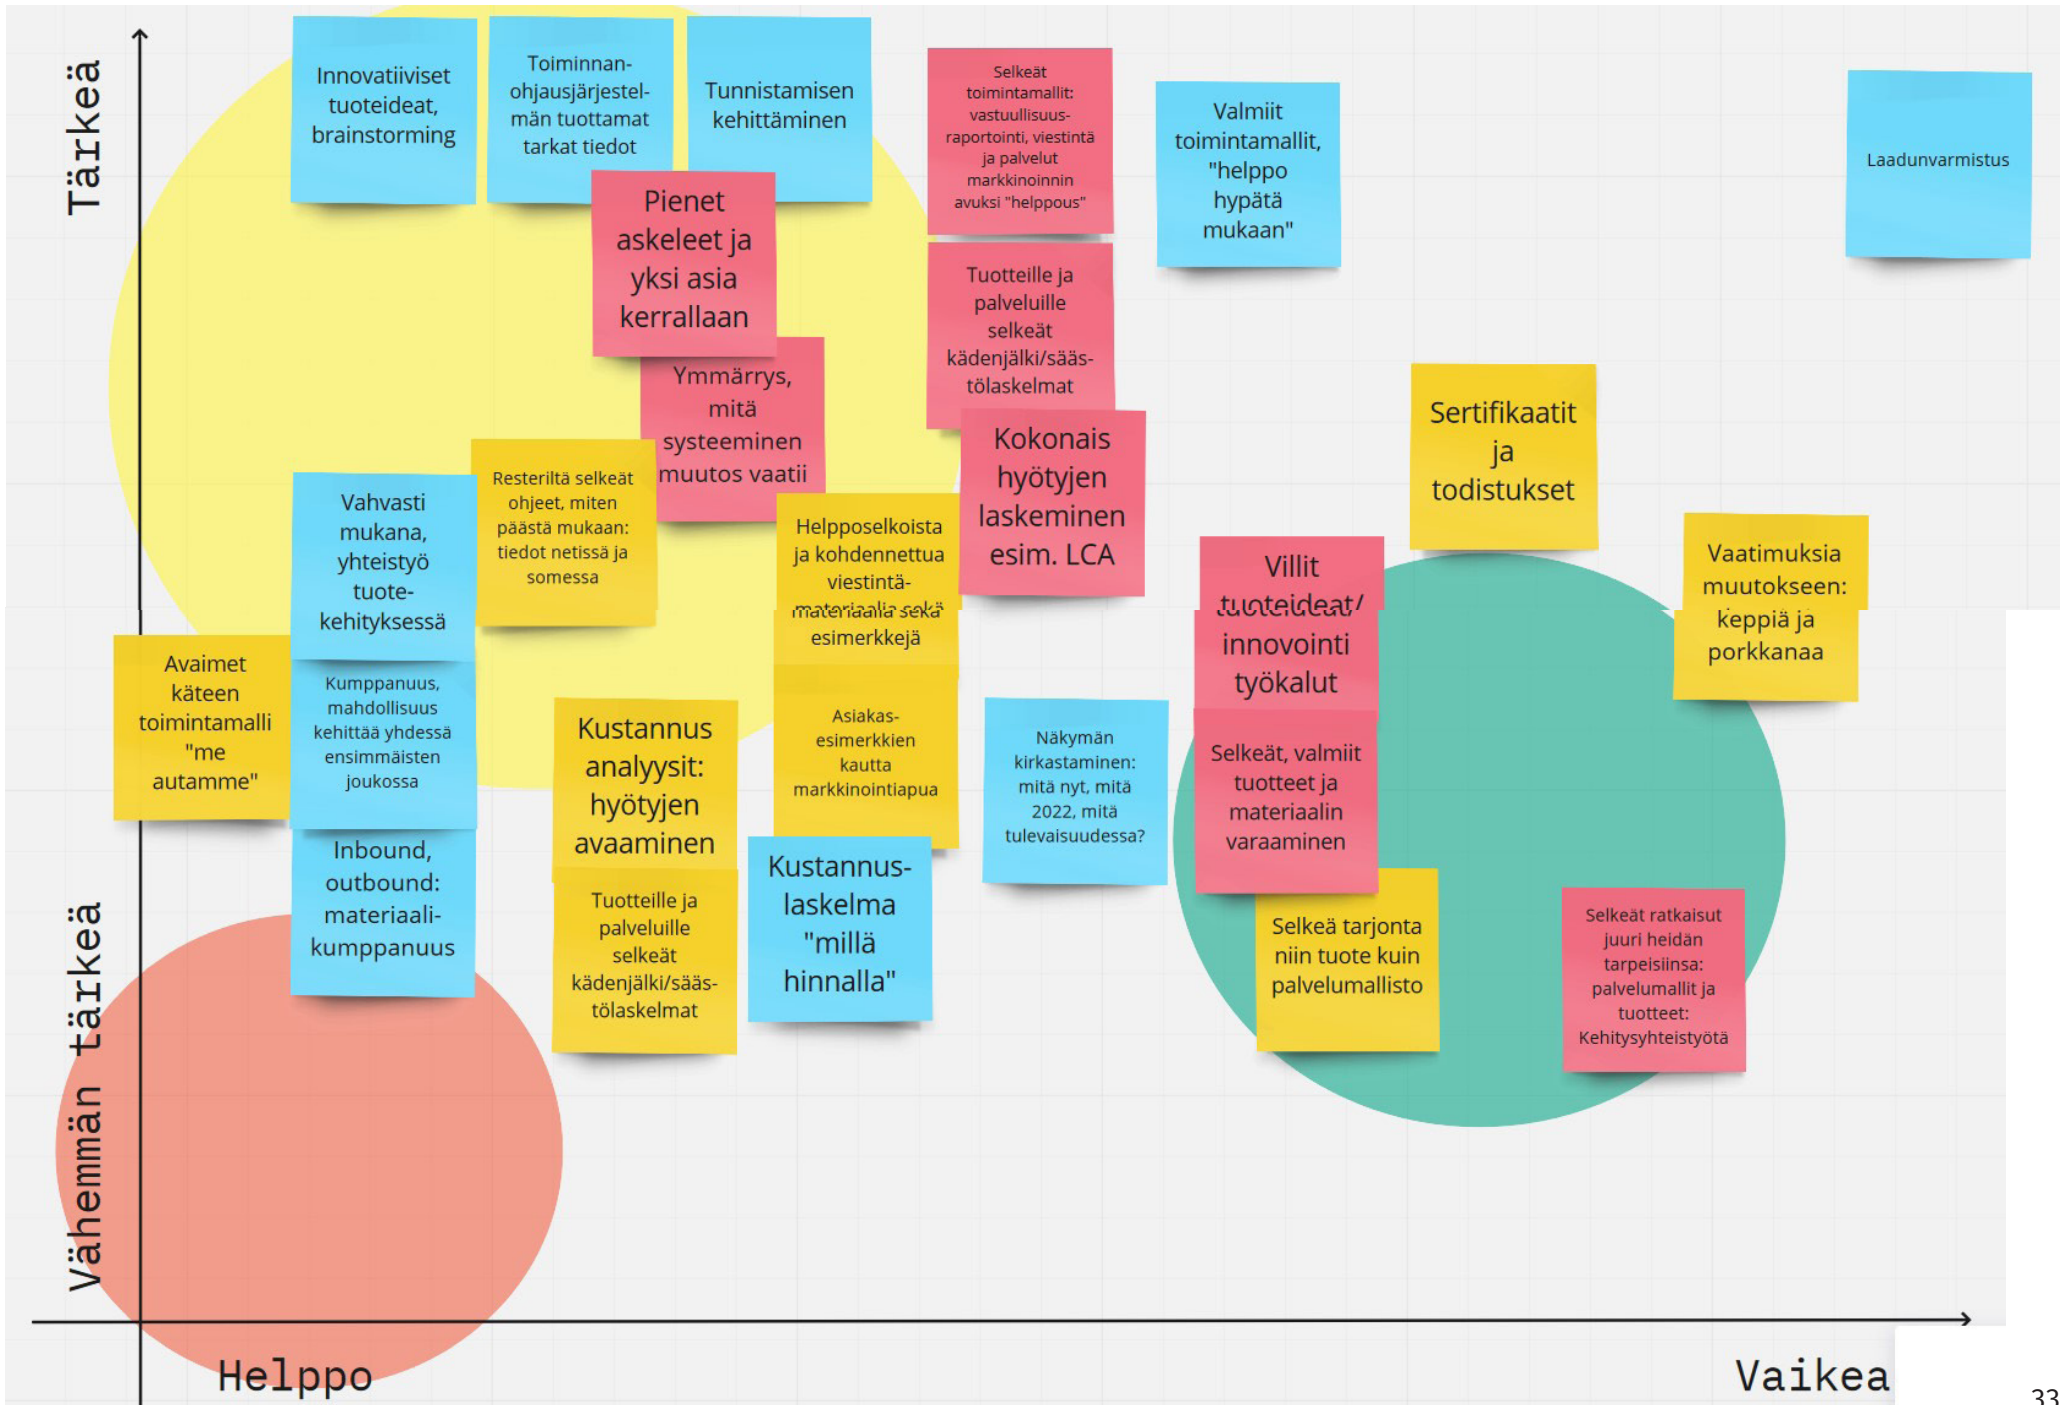 Tärkeä
Innovatiiviset
tuoteideat,
brainstorming
Toiminnan-
ohjausjärjestel-
män tuottamat
tarkat tiedot
Tunnistamisen
kehittäminen
Selkeät
toimintamallit:
vastuullisuus-
raportointi, viestintä
ja palvelut
markkinoinnin
avuksi "helppous"
Valmiit
toimintamallit,
"helppo
hypätä
mukaan"
Laadunvarmistus
Pienet
askeleet ja
yksi asia
kerrallaan
Tuotteille ja
palveluille
selkeät
kädenjälki/sääs-
tölaskelmat
Ymmärrys,
mitä
systeeminen
muutos vaatii
Sertifikaatit
ja
todistukset
Kokonais
hyötyjen
laskeminen
esim. LCA
Resteriltä selkeät
ohjeet, miten
päästä mukaan:
tiedot netissä ja
somessa
Vahvasti
mukana,
yhteistyö
tuote-
kehityksessä
Helpposelkoista
ja kohdennettua
viestintä-
materiaalia sekä
esimerkkejä
Villit
tuoteideat/
innovointi
työkalut
Vaatimuksia
muutokseen:
keppiä ja
porkkanaa
Avaimet
käteen
toimintamalli
"me
autamme"
Kumppanuus,
mahdollisuus
kehittää yhdessä
ensimmäisten
joukossa
Kustannus
analyysit:
hyötyjen
avaaminen
Asiakas-
esimerkkien
kautta
markkinointiapua
Näkymän
kirkastaminen:
mitä nyt, mitä
2022, mitä
tulevaisuudessa?
Selkeät, valmiit
tuotteet ja
materiaalin
varaaminen
Inbound,
outbound:
materiaali-
kumppanuus
Tuotteille ja
palveluille
selkeät
kädenjälki/sääs-
tölaskelmat
Kustannus-
laskelma
"millä
hinnalla"
Selkeä tarjonta
niin tuote kuin
palvelumallisto
Selkeät ratkaisut
juuri heidän
tarpeisiinsa:
palvelumallit ja
tuotteet:
Kehitysyhteistyötä
Vähemmän tärkeä
Helppo
Vaikea
33